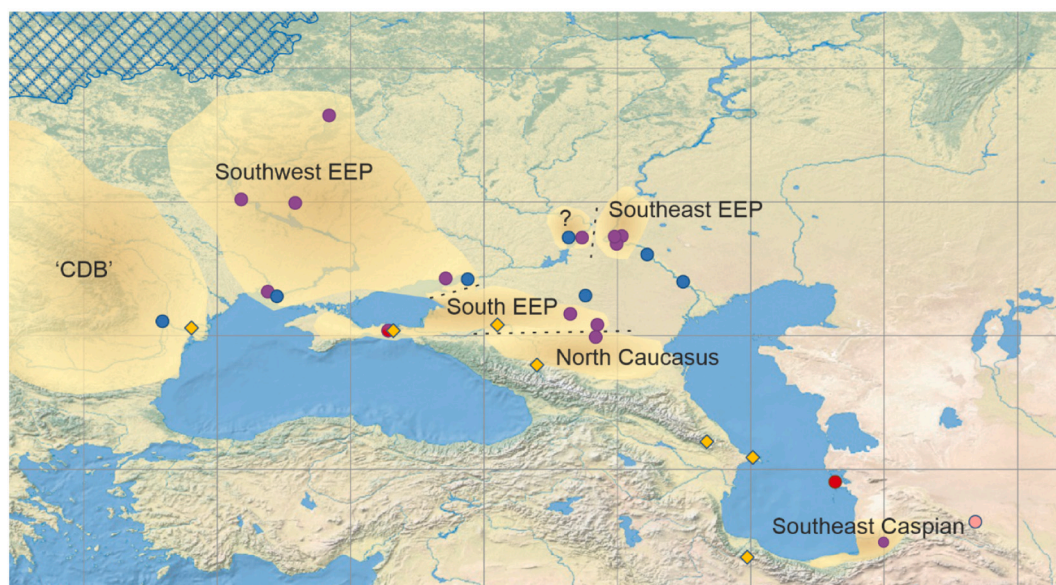 Southwest EEP
?
Southeast EEP
'CDB'
South EEP
North Caucasus
Southeast Caspian